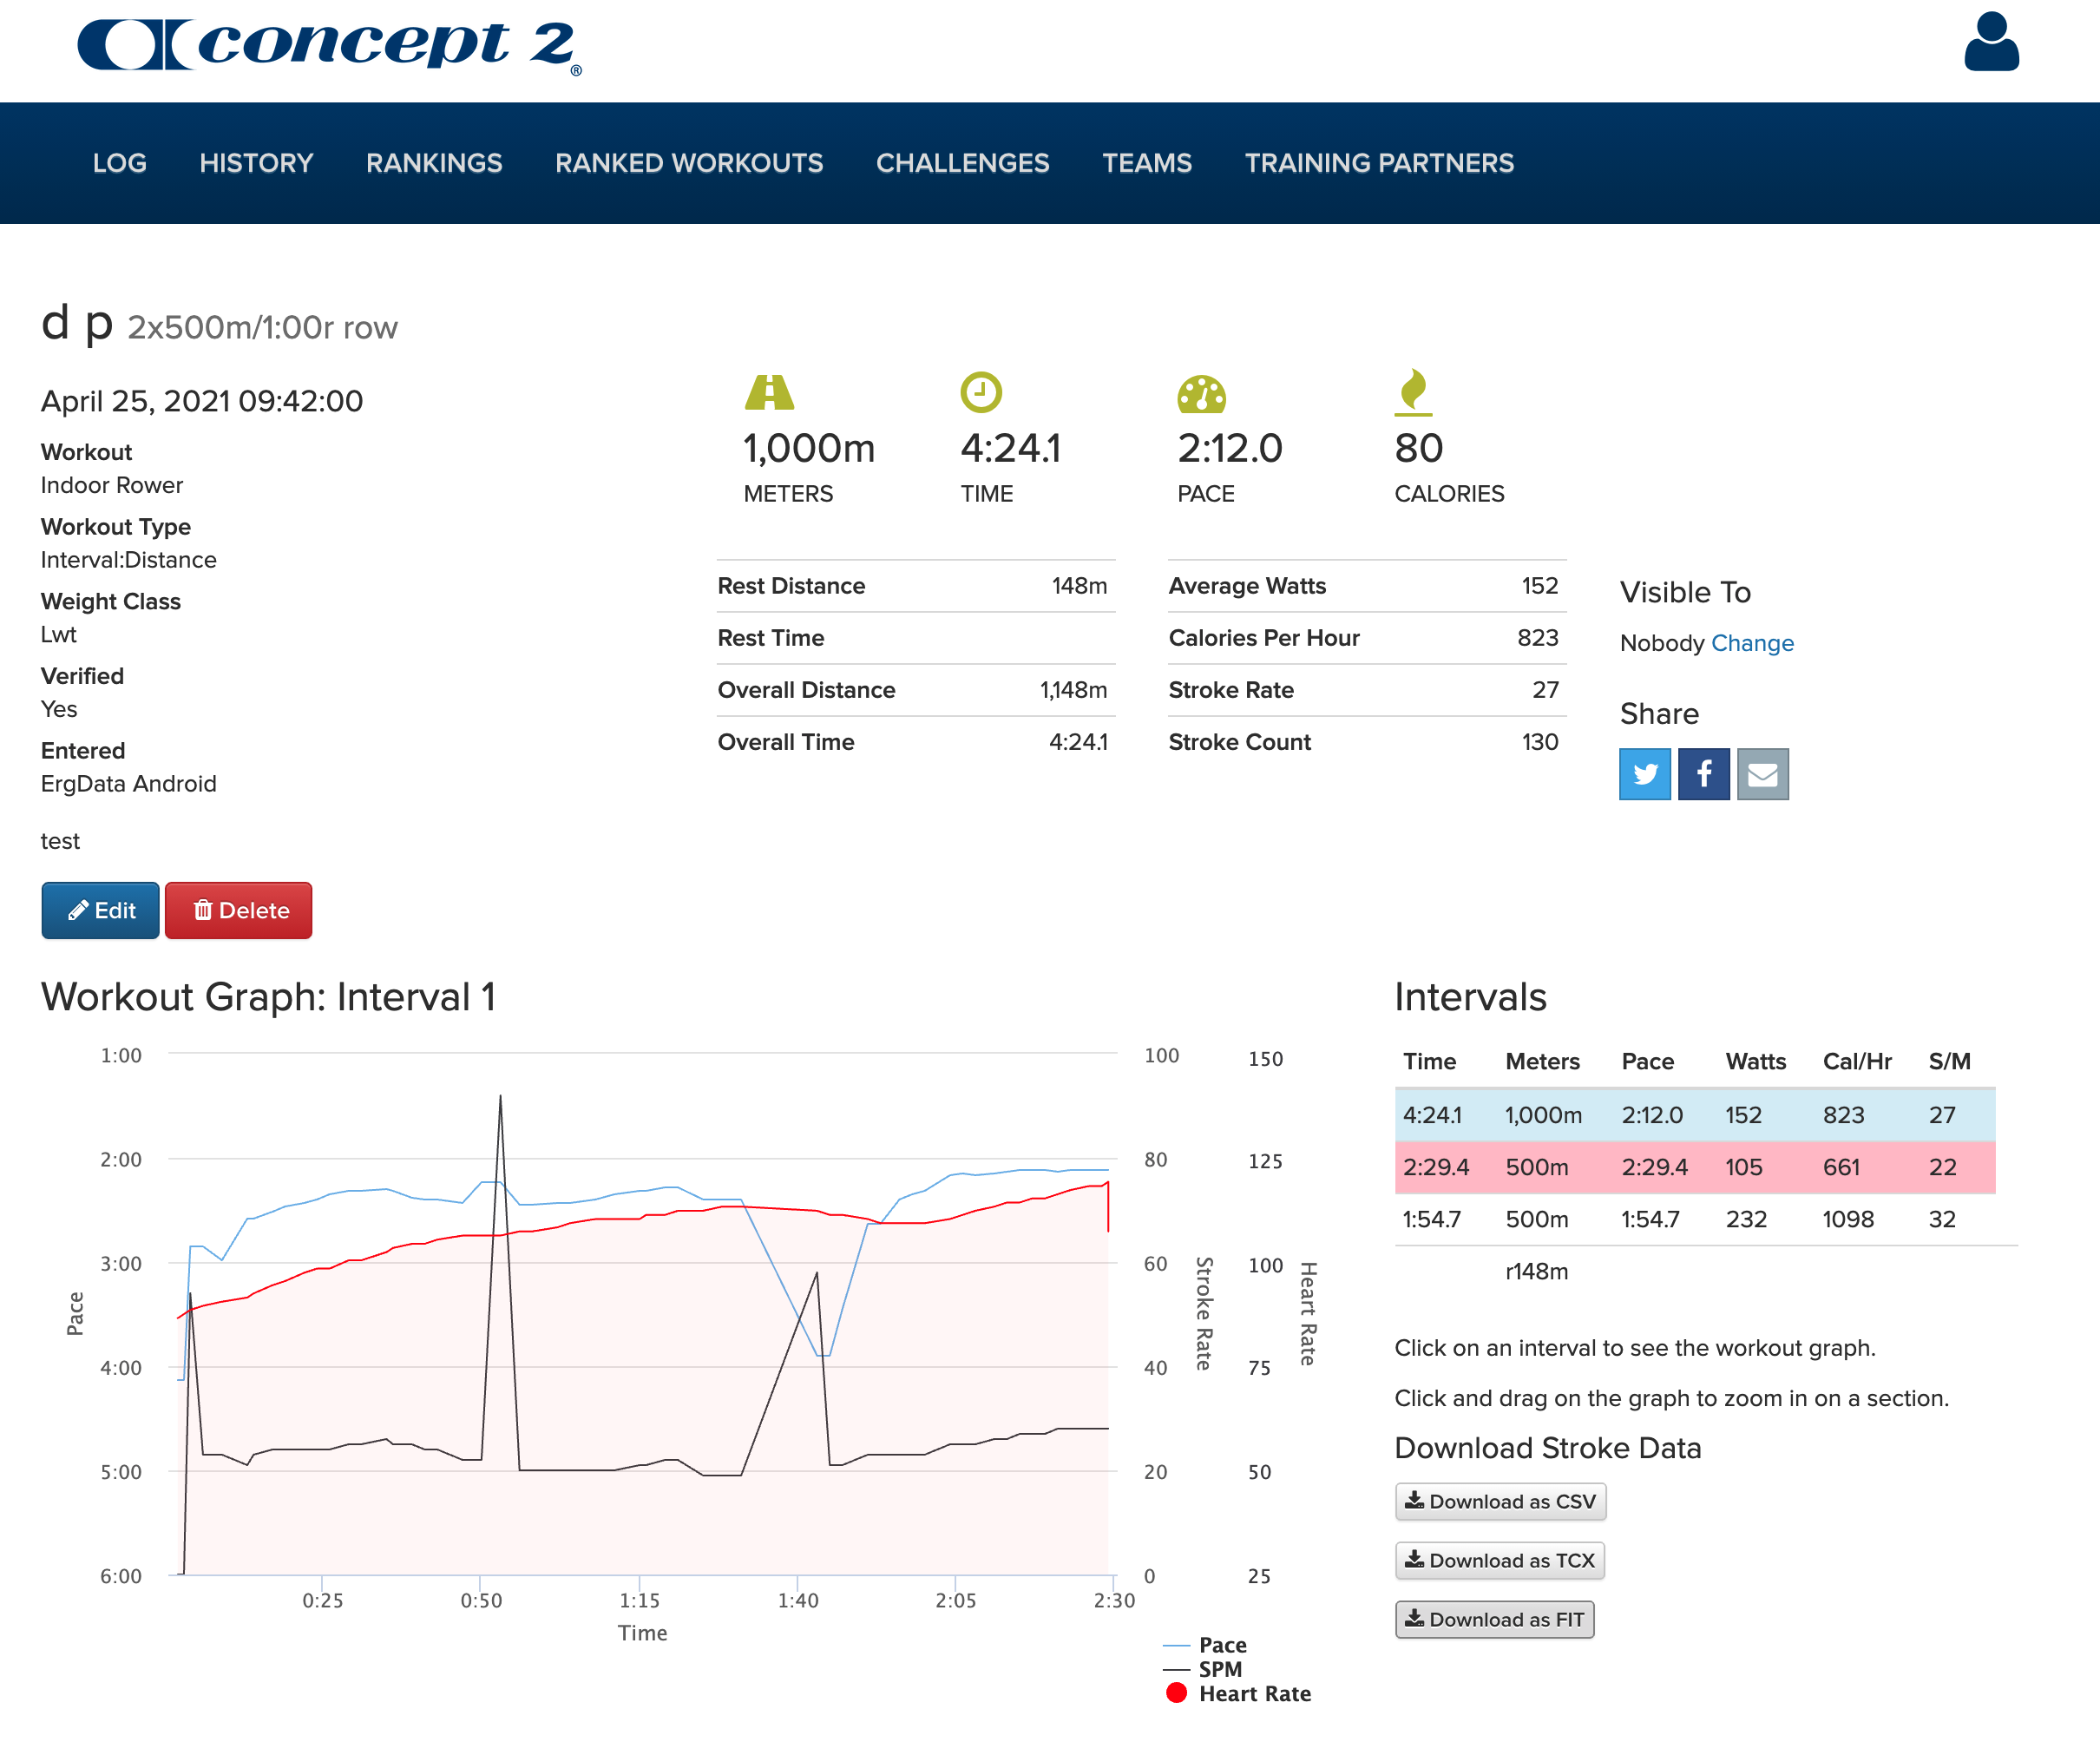 concept 2®
LOG HISTORY RANKINGS RANKED WORKOUTS CHALLENGES TEAMS TRAINING PARTNERS
d p 2x500m/1:00r row
April 25, 2021 09:42:00
Workout
Indoor Rower
Workout Type
Interval:Distance
Weight Class
Lwt
Verified
Yes
Entered
ErgData Android
test
Edit Delete
1,000m 4:24.1 2:12.0 80
METERS TIME PACE CALORIES
Rest Distance 148m
Rest Time
Overall Distance 1,148m
Overall Time 4:24.1
Average Watts 152
Calories Per Hour 823
Stroke Rate 27
Stroke Count 130
Visible To
Nobody Change
Share
Workout Graph: Interval 1
1:00 100 150
2:00 80 125
3:00 60 100
4:00 40 75
5:00 20 50
6:00 0 25
Pace
Stroke Rate
Heart Rate
0:25 0:50 1:15 1:40 2:05 2:30
Time
Pace
SPM
Heart Rate
Intervals
Time Meters Pace Watts Cal/Hr S/M
4:24.1 1,000m 2:12.0 152 823 27
2:29.4 500m 2:29.4 105 661 22
1:54.7 500m 1:54.7 232 1098 32
r148m
Click on an interval to see the workout graph.
Click and drag on the graph to zoom in on a section.
Download Stroke Data
Download as CSV
Download as TCX
Download as FIT